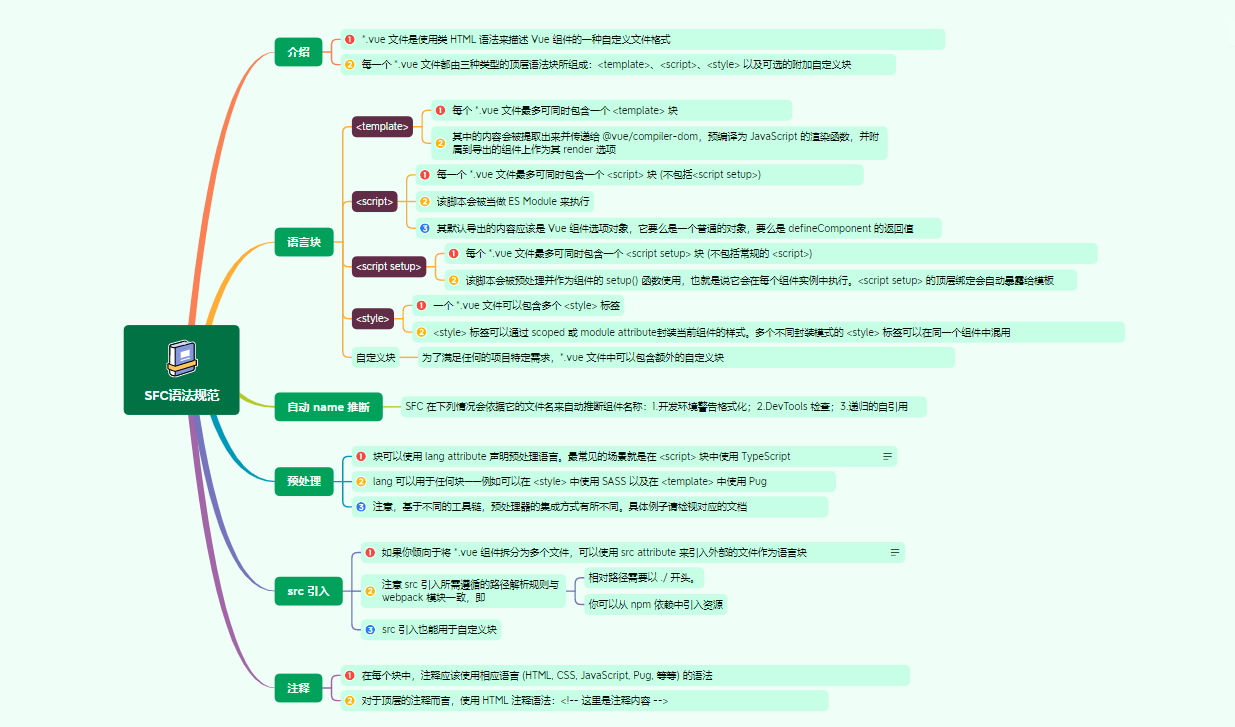 SFC语法规范
介绍
1 *.vue 文件是使用类 HTML 语法来描述 Vue 组件的一种自定义文件格式
2 每一个 *.vue 文件都由三种类型的顶层语法块所组成：<template>、<script>、<style> 以及可选的附加自定义块
语言块
<template>
1 每个 *.vue 文件最多可同时包含一个 <template> 块
2 其中的内容会被提取出来并传递给 @vue/compiler-dom，预编译为 JavaScript 的渲染函数，并附
属到导出的组件上作为其 render 选项
<script>
1 每一个 *.vue 文件最多可同时包含一个 <script> 块 (不包括<script setup>)
2 该脚本会被当做 ES Module 来执行
3 其默认导出的内容应该是 Vue 组件选项对象，它要么是一个普通的对象，要么是 defineComponent 的返回值
<script setup>
1 每个 *.vue 文件最多可同时包含一个 <script setup> 块 (不包括常规的 <script>)
2 该脚本会被预处理并作为组件的 setup() 函数使用，也就是说它会在每个组件实例中执行。<script setup> 的顶层绑定会自动暴露给模板
<style>
1 一个 *.vue 文件可以包含多个 <style> 标签
2 <style> 标签可以通过 scoped 或 module attribute封装当前组件的样式。多个不同封装模式的 <style> 标签可以在同一个组件中混用
自定义块
为了满足任何的项目特定需求，*.vue 文件中可以包含额外的自定义块
自动 name 推断
SFC 在下列情况会依据它的文件名来自动推断组件名称：1.开发环境警告格式化；2.DevTools 检查；3.递归的自引用
预处理
1 块可以使用 lang attribute 声明预处理语言。最常见的场景就是在 <script> 块中使用 TypeScript
2 lang 可以用于任何块——例如可以在 <style> 中使用 SASS 以及在 <template> 中使用 Pug
3 注意，基于不同的工具链，预处理器的集成方式有所不同。具体例子请检视对应的文档
src 引入
1 如果你倾向于将 *.vue 组件拆分为多个文件，可以使用 src attribute 来引入外部的文件作为语言块
2 注意 src 引入所需遵循的路径解析规则与
webpack 模块一致，即
相对路径需要以 ./ 开头。
你可以从 npm 依赖中引入资源
3 src 引入也能用于自定义块
注释
1 在每个块中，注释应该使用相应语言 (HTML, CSS, JavaScript, Pug, 等等) 的语法
2 对于顶层的注释而言，使用 HTML 注释语法：<!-- 这里是注释内容 -->